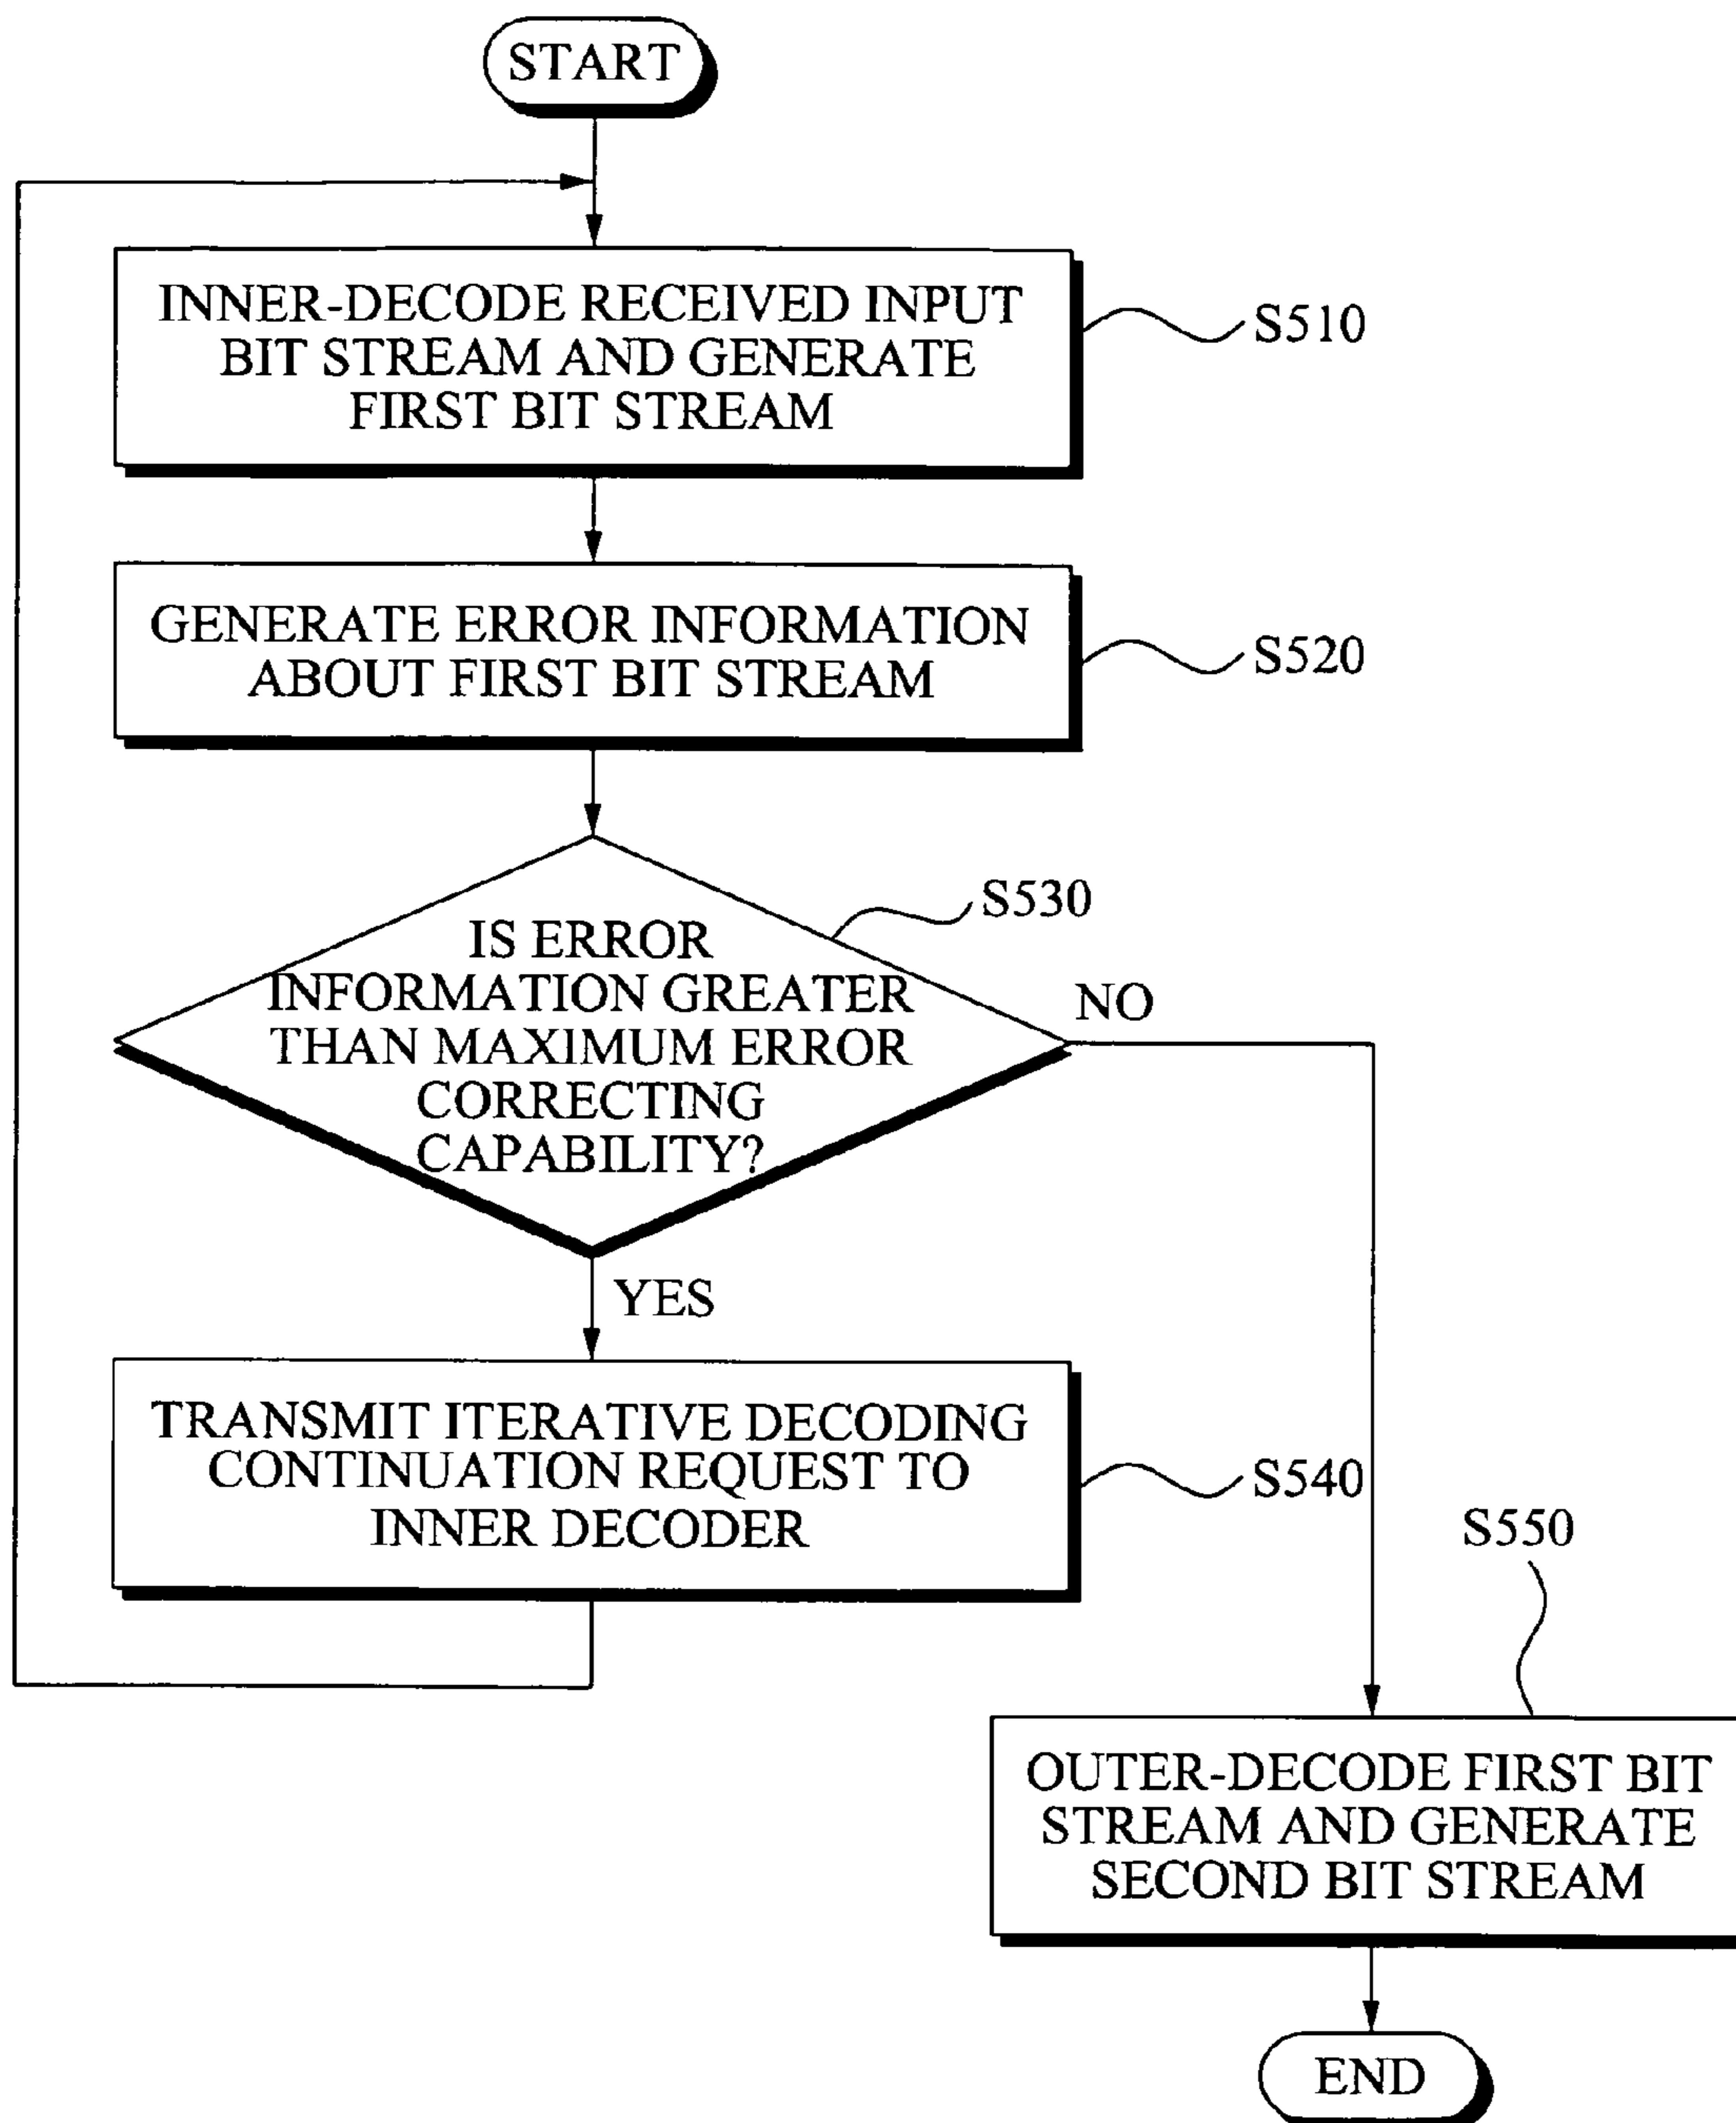 START
INNER-DECODE RECEIVED INPUT
BIT STREAM AND GENERATE
FIRST BIT STREAM
S510
GENERATE ERROR INFORMATION
ABOUT FIRST BIT STREAM
S520
S530
IS ERROR
INFORMATION GREATER
THAN MAXIMUM ERROR
CORRECTING
CAPABILITY?
NO
YES
TRANSMIT ITERATIVE DECODING
CONTINUATION REQUEST TO
INNER DECODER
S540
S550
OUTER-DECODE FIRST BIT
STREAM AND GENERATE
SECOND BIT STREAM
END